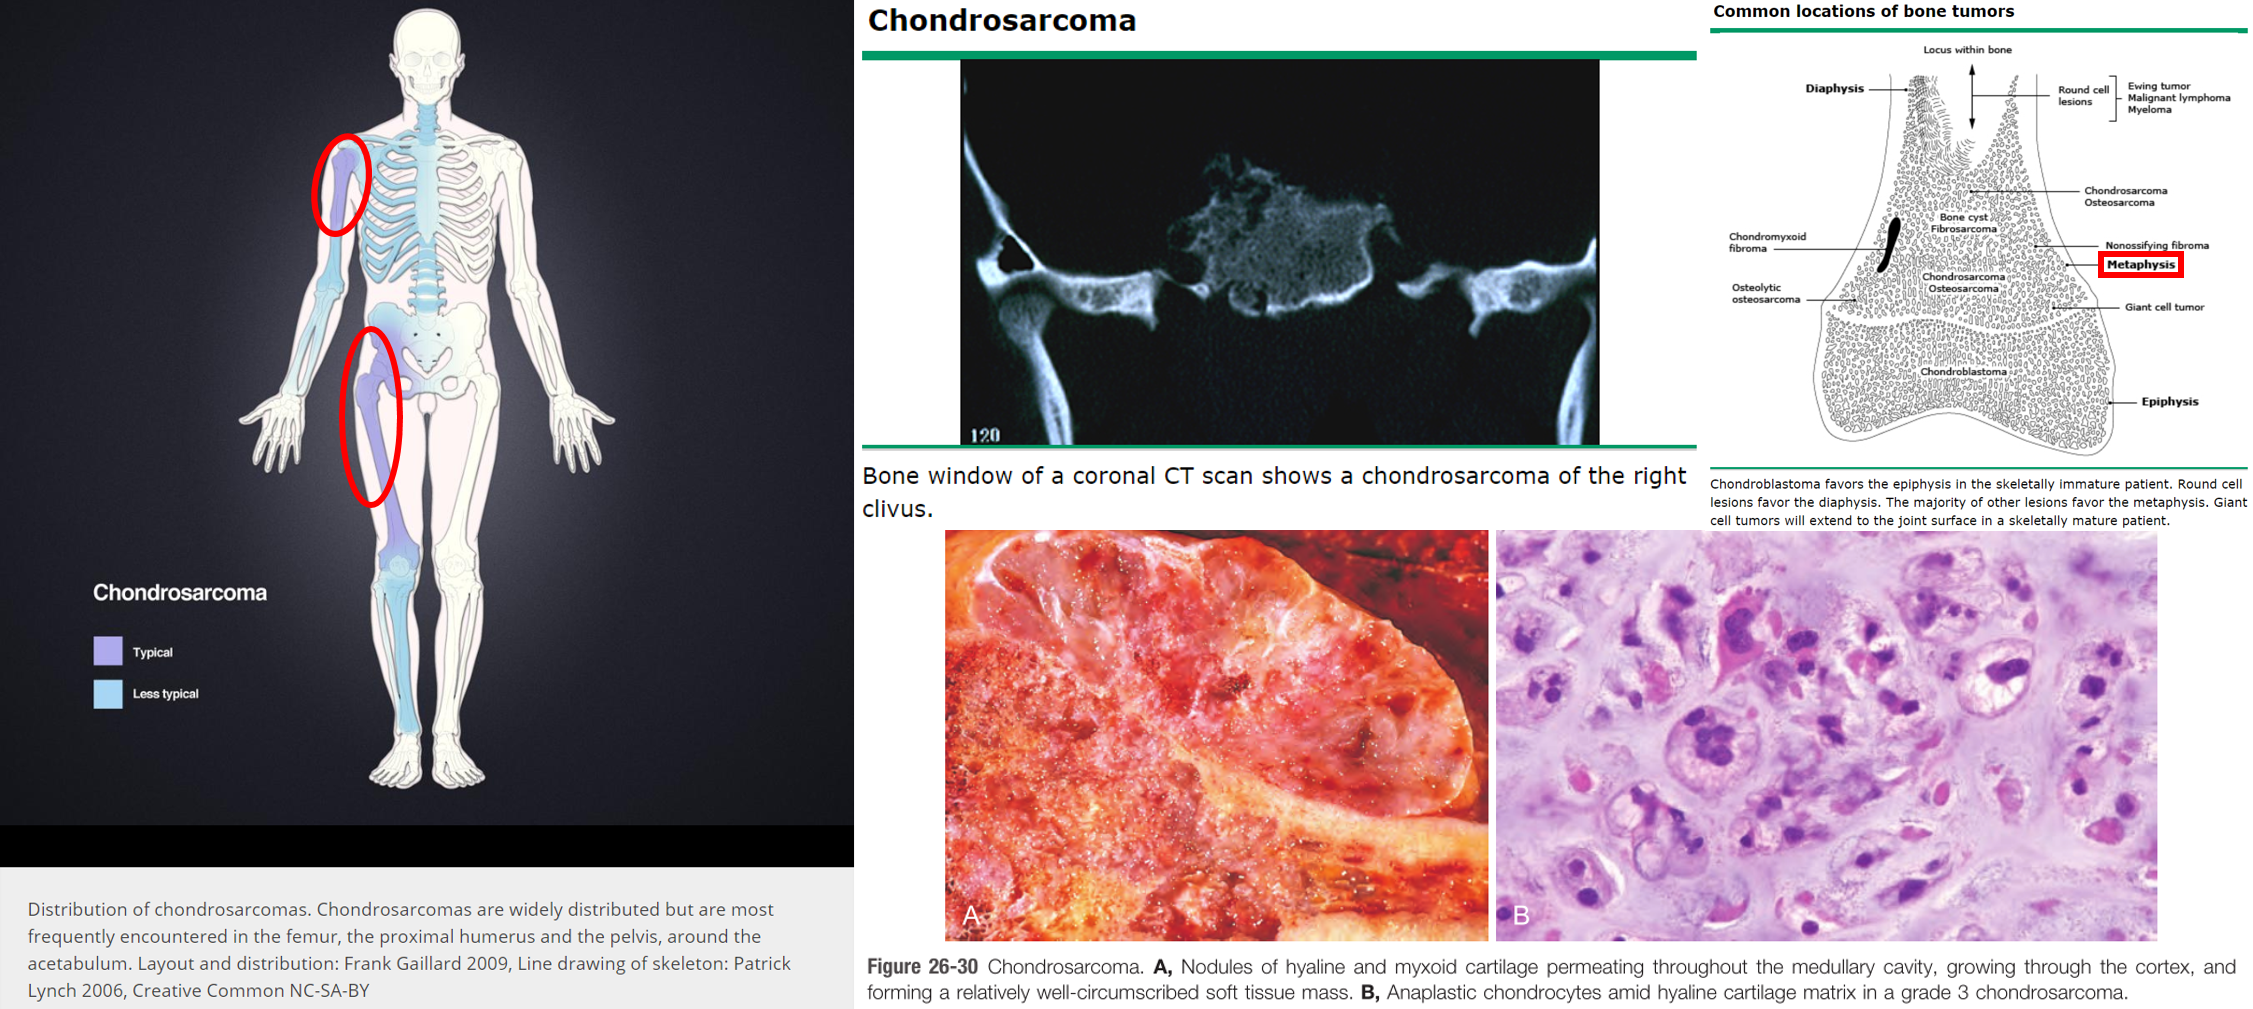 Chondrosarcoma
Typical
Less typical
Distribution of chondrosarcomas. Chondrosarcomas are widely distributed but are most
frequently encountered in the femur, the proximal humerus and the pelvis, around the
acetabulum. Layout and distribution: Frank Gaillard 2009, Line drawing of skeleton: Patrick
Lynch 2006, Creative Common NC-SA-BY
Chondrosarcoma
120
Bone window of a coronal CT scan shows a chondrosarcoma of the right
clivus.
Common locations of bone tumors
Locus within bone
Diaphysis
Round cell
lesions
Ewing tumor
Malignant lymphoma
Myeloma
Chondrosarcoma
Osteosarcoma
Bone cyst
Fibrosarcoma
Chondromyxoid
fibroma
Nonossifying fibroma
Metaphysis
Chondrosarcoma
Osteosarcoma
Osteolytic
osteosarcoma
Giant cell tumor
Chondroblastoma
Epiphysis
Chondroblastoma favors the epiphysis in the skeletally immature patient. Round cell
lesions favor the diaphysis. The majority of other lesions favor the metaphysis. Giant
cell tumors will extend to the joint surface in a skeletally mature patient.
A
B
Figure 26-30 Chondrosarcoma. A, Nodules of hyaline and myxoid cartilage permeating throughout the medullary cavity, growing through the cortex, and
forming a relatively well-circumscribed soft tissue mass. B, Anaplastic chondrocytes amid hyaline cartilage matrix in a grade 3 chondrosarcoma.